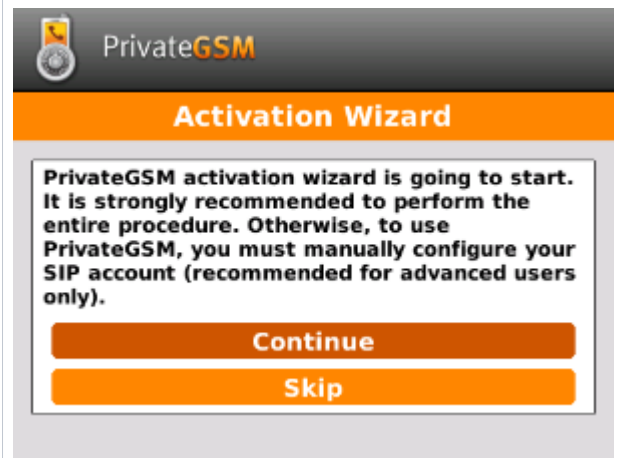 PrivateGSM
Activation Wizard
PrivateGSM activation wizard is going to start.
It is strongly recommended to perform the
entire procedure. Otherwise, to use
PrivateGSM, you must manually configure your
SIP account (recommended for advanced users
only).
Continue
Skip